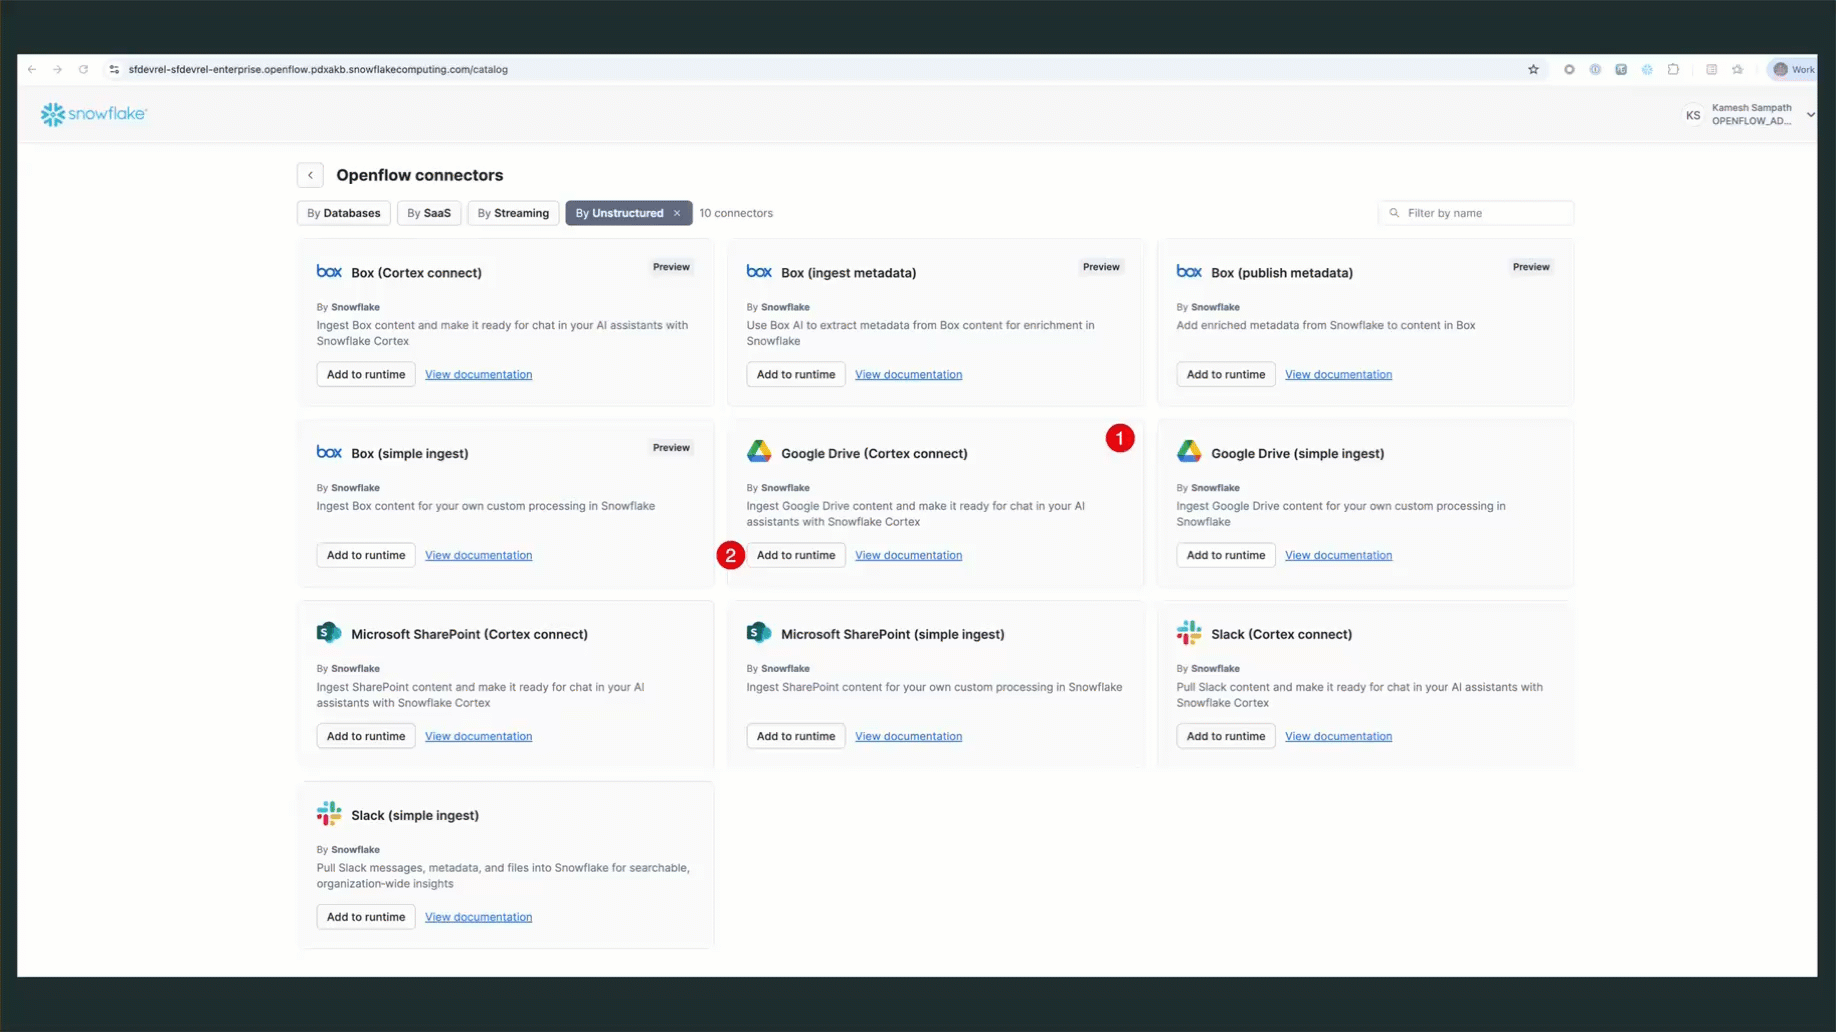 sfdevrel-sfdevrel-enterprise.openflow.pdxakb.snowflakecomputing.com/catalog
Work
snowflake
KS
Kamesh Sampath
OPENFLOW_AD...
Openflow connectors
By Databases
By SaaS
By Streaming
By Unstructured ×
10 connectors
Filter by name
box Box (Cortex connect)
Preview
By Snowflake
Ingest Box content and make it ready for chat in your AI assistants with
Snowflake Cortex
Add to runtime
View documentation
box Box (ingest metadata)
Preview
By Snowflake
Use Box AI to extract metadata from Box content for enrichment in
Snowflake
Add to runtime
View documentation
box Box (publish metadata)
Preview
By Snowflake
Add enriched metadata from Snowflake to content in Box
Add to runtime
View documentation
box Box (simple ingest)
Preview
By Snowflake
Ingest Box content for your own custom processing in Snowflake
Add to runtime
View documentation
Google Drive (Cortex connect)
1
By Snowflake
Ingest Google Drive content and make it ready for chat in your AI
assistants with Snowflake Cortex
2
Add to runtime
View documentation
Google Drive (simple ingest)
By Snowflake
Ingest Google Drive content for your own custom processing in
Snowflake
Add to runtime
View documentation
S Microsoft SharePoint (Cortex connect)
By Snowflake
Ingest SharePoint content and make it ready for chat in your AI
assistants with Snowflake Cortex
Add to runtime
View documentation
S Microsoft SharePoint (simple ingest)
By Snowflake
Ingest SharePoint content for your own custom processing in Snowflake
Add to runtime
View documentation
Slack (Cortex connect)
By Snowflake
Pull Slack content and make it ready for chat in your AI assistants with
Snowflake Cortex
Add to runtime
View documentation
Slack (simple ingest)
By Snowflake
Pull Slack messages, metadata, and files into Snowflake for searchable,
organization-wide insights
Add to runtime
View documentation